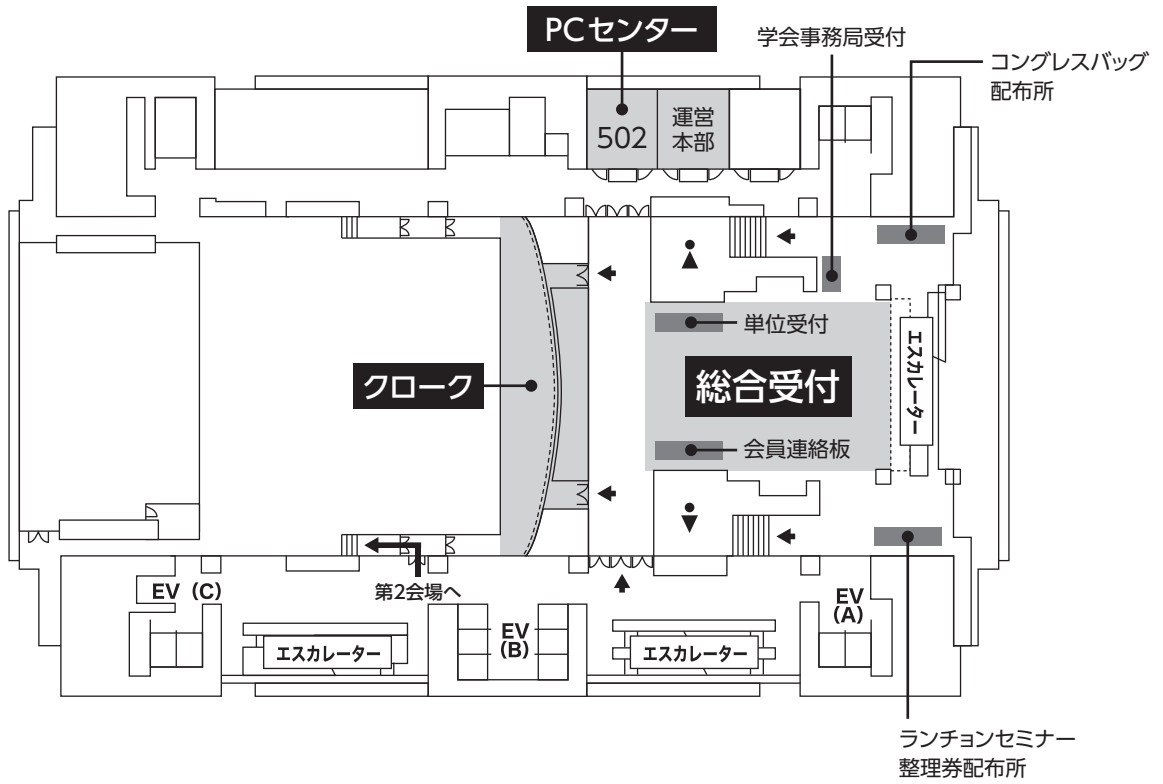 PCセンター
学会事務局受付
コングレスバッグ
配布所
502
運営
本部
単位受付
エスカレーター
クローク
総合受付
会員連絡板
第2会場へ
EV (C)
EV
(A)
エスカレーター
EV
(B)
エスカレーター
ランチョンセミナー
整理券配布所